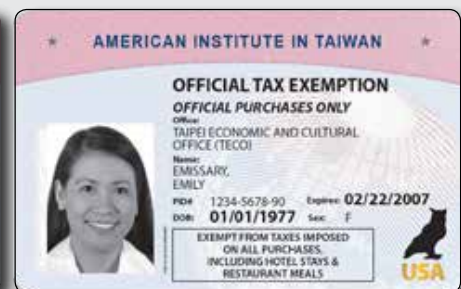 AMERICAN INSTITUTE IN TAIWAN
OFFICIAL TAX EXEMPTION
OFFICIAL PURCHASES ONLY
Office:
TAIPEI ECONOMIC AND CULTURAL
OFFICE (TECO)
Name:
EMISSARY,
EMILY
PID# 1234-5678-90 Expires: 02/22/2007
DOB: 01/01/1977 Sex: F
EXEMPT FROM TAXES IMPOSED
ON ALL PURCHASES,
INCLUDING HOTEL STAYS &
RESTAURANT MEALS
USA